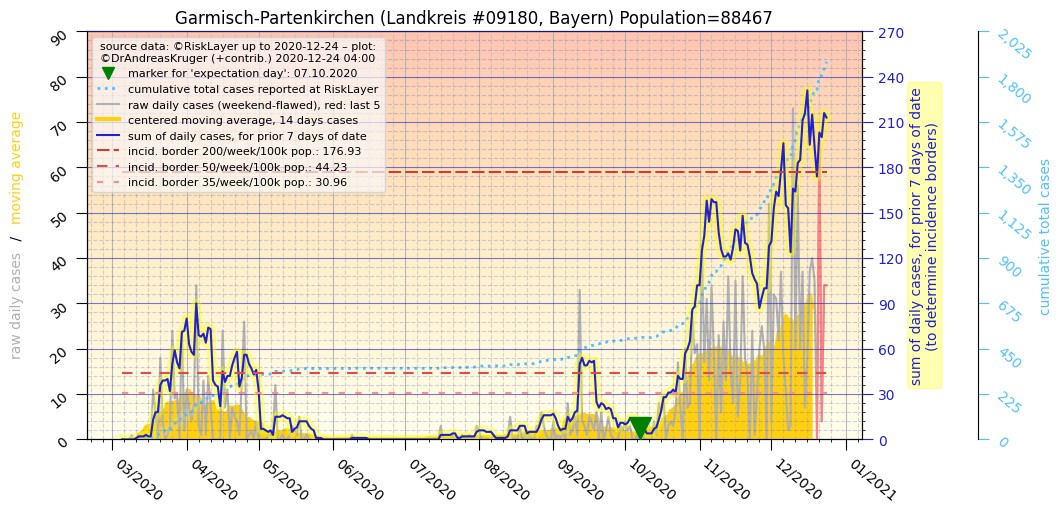 Garmisch-Partenkirchen (Landkreis #09180, Bayern) Population=88467
source data: ©RiskLayer up to 2020-12-24 – plot:
©DrAndreasKruger (+contrib.) 2020-12-24 04:00
marker for 'expectation day': 07.10.2020
cumulative total cases reported at RiskLayer
raw daily cases (weekend-flawed), red: last 5
centered moving average, 14 days cases
sum of daily cases, for prior 7 days of date
incid. border 200/week/100k pop.: 176.93
incid. border 50/week/100k pop.: 44.23
incid. border 35/week/100k pop.: 30.96
raw daily cases / moving average
90
80
70
60
50
40
30
20
10
0
03/2020
04/2020
05/2020
06/2020
07/2020
08/2020
09/2020
10/2020
11/2020
12/2020
01/2021
270
240
210
180
150
120
90
60
30
0
sum of daily cases, for prior 7 days of date
(to determine incidence borders)
2,025
1,800
1,575
1,350
1,125
900
675
450
225
0
cumulative total cases